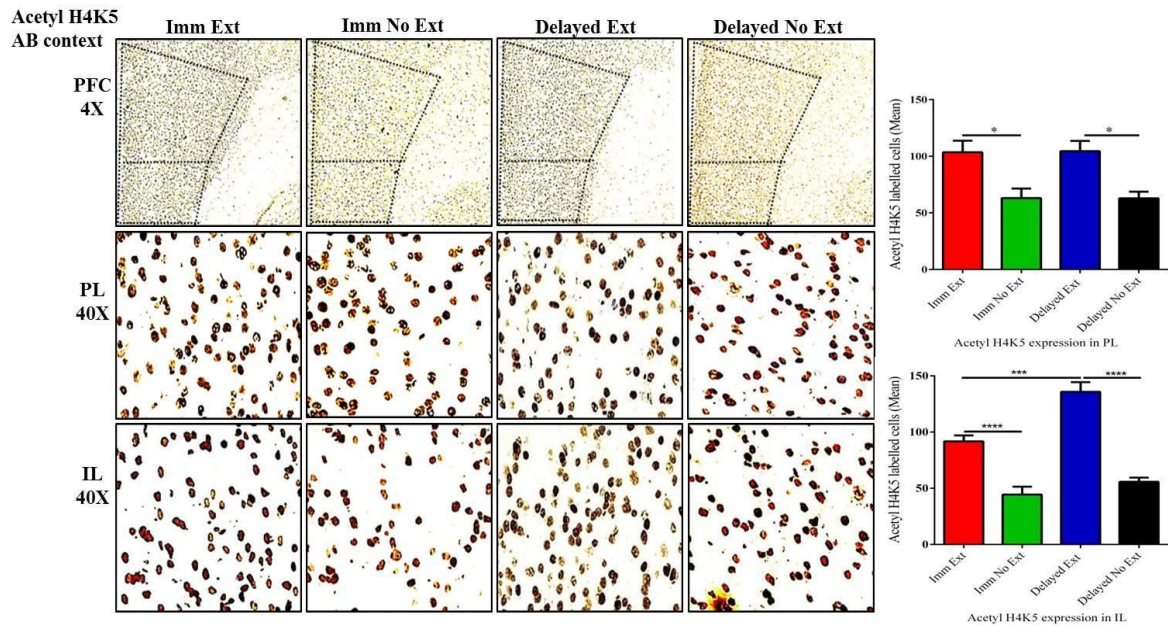 Acetyl H4K5
AB context
Imm Ext
Imm No Ext
Delayed Ext
Delayed No Ext
PFC
4X
PL
40X
IL
40X
Acetyl H4K5 labelled cells (Mean)
150
100
50
0
*
*
Imm Ext
Imm No Ext
Delayed Ext
Delayed No Ext
Acetyl H4K5 expression in PL
Acetyl H4K5 labelled cells (Mean)
150
100
50
0
***
****
****
Imm Ext
Imm No Ext
Delayed Ext
Delayed No Ext
Acetyl H4K5 expression in IL